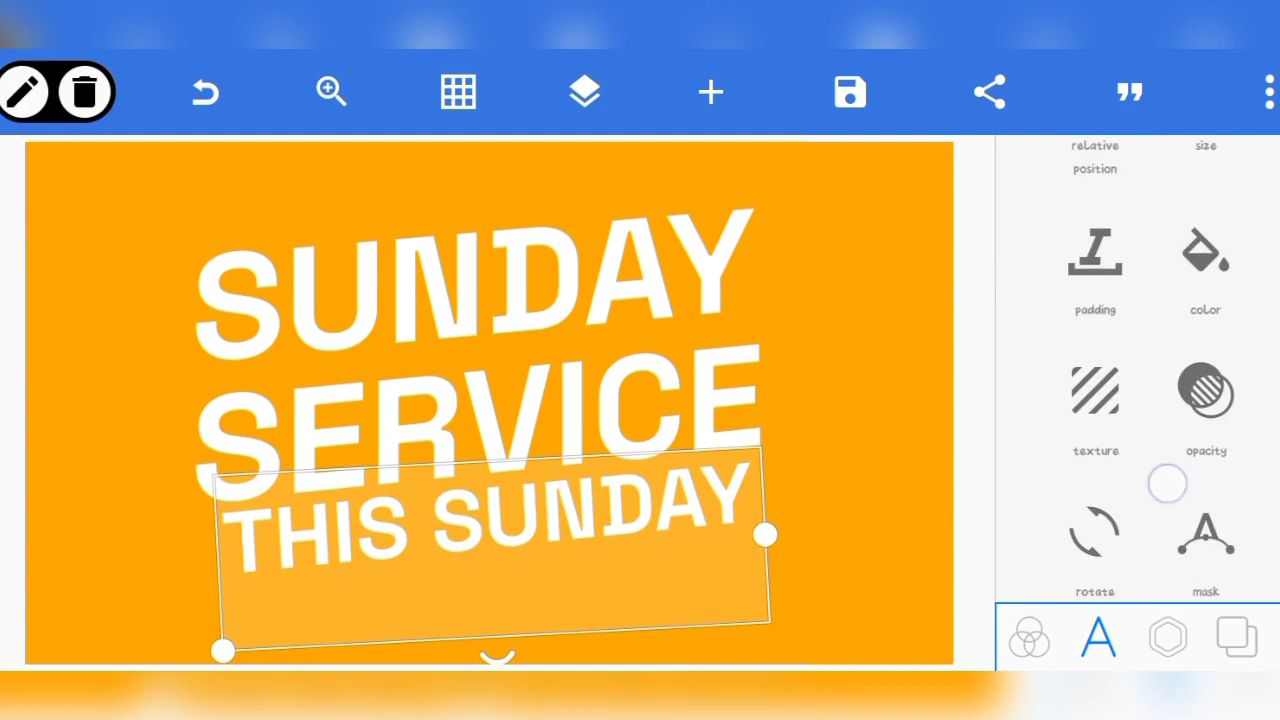 relative size
position
SUNDAY
SERVICE
THIS SUNDAY
padding color
texture opacity
rotate mask